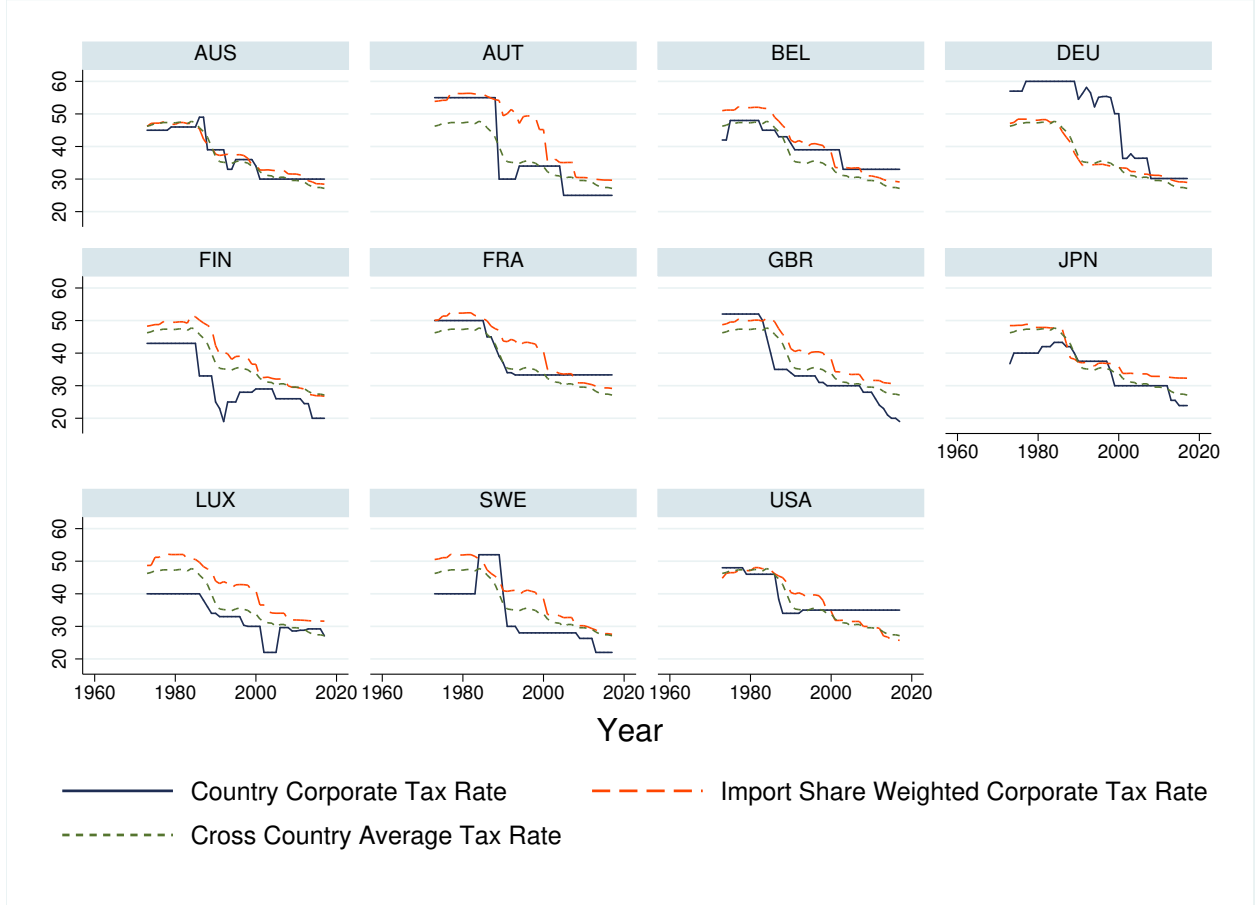 AUS AUT BEL DEU
60
50
40
30
20
FIN FRA GBR JPN
60
50
40
30
20
1960 1980 2000 2020
LUX SWE USA
60
50
40
30
20
1960 1980 2000 2020 1960 1980 2000 2020 1960 1980 2000 2020
Year
Country Corporate Tax Rate Import Share Weighted Corporate Tax Rate
Cross Country Average Tax Rate